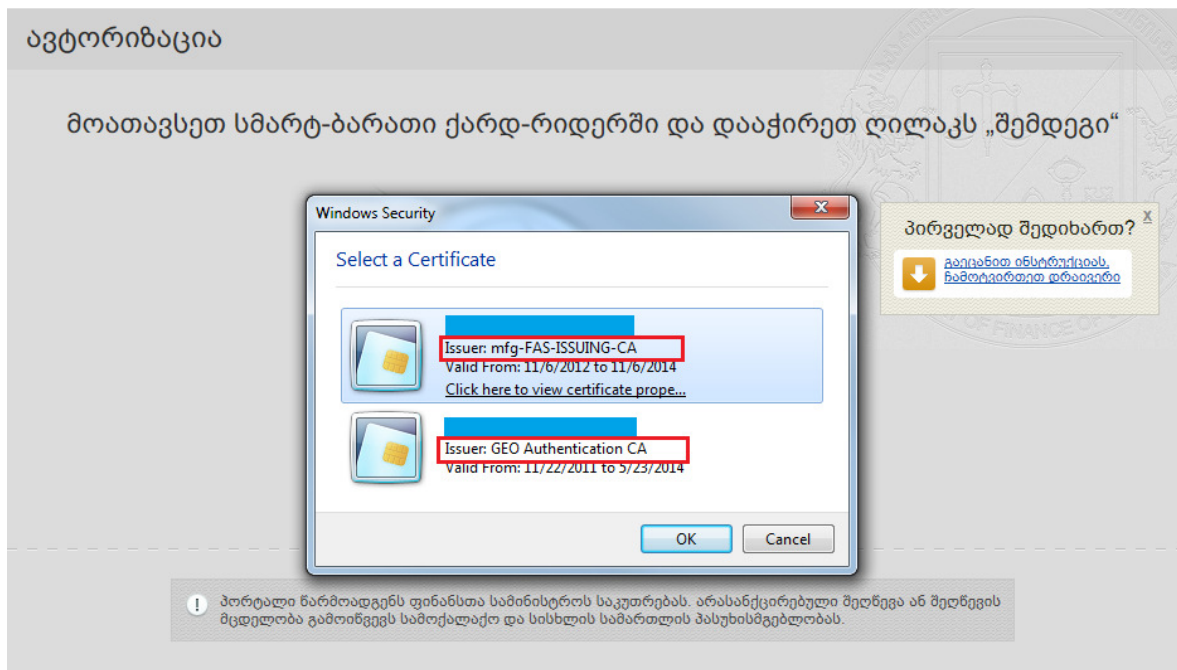 ავტორიზაცია
მოათავსეთ სმარტ-ბარათი ქარდ-რიდერში და დააჭირეთ ღილაკს „შემდეგი“
Windows Security
Select a Certificate
Issuer: mfg-FAS-ISSUING-CA
Valid From: 11/6/2012 to 11/6/2014
Click here to view certificate prope...
Issuer: GEO Authentication CA
Valid From: 11/22/2011 to 5/23/2014
OK
Cancel
X
პირველად შედიხართ?
გაეცანით ინსტრუქციას,
ჩამოტვირთეთ დრაივერი
OF FINANCE OF
პორტალი წარმოადგენს ფინანსთა სამინისტროს საკუთრებას. არასანქცირებული შეღწევა ან შეღწევის
მცდელობა გამოიწვევს სამოქალაქო და სისხლის სამართლის პასუხისმგებლობას.